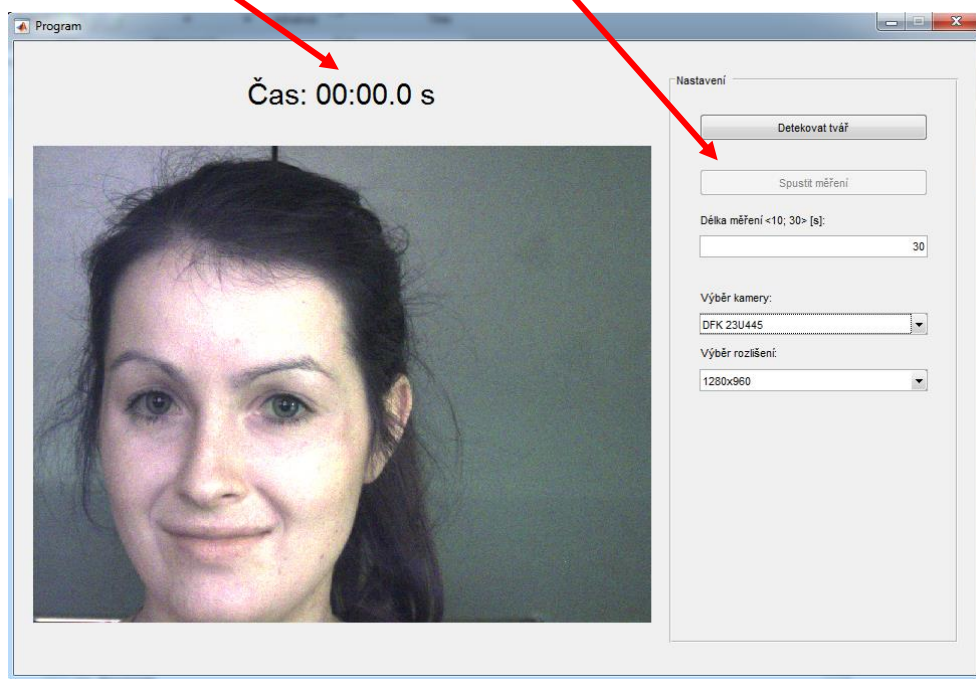 Program
Čas: 00:00.0 s
Nastavení
Detekovat tvář
Spustit měření
Délka měření <10; 30> [s]:
30
Výběr kamery:
DFK 23U445
Výběr rozlišení:
1280x960